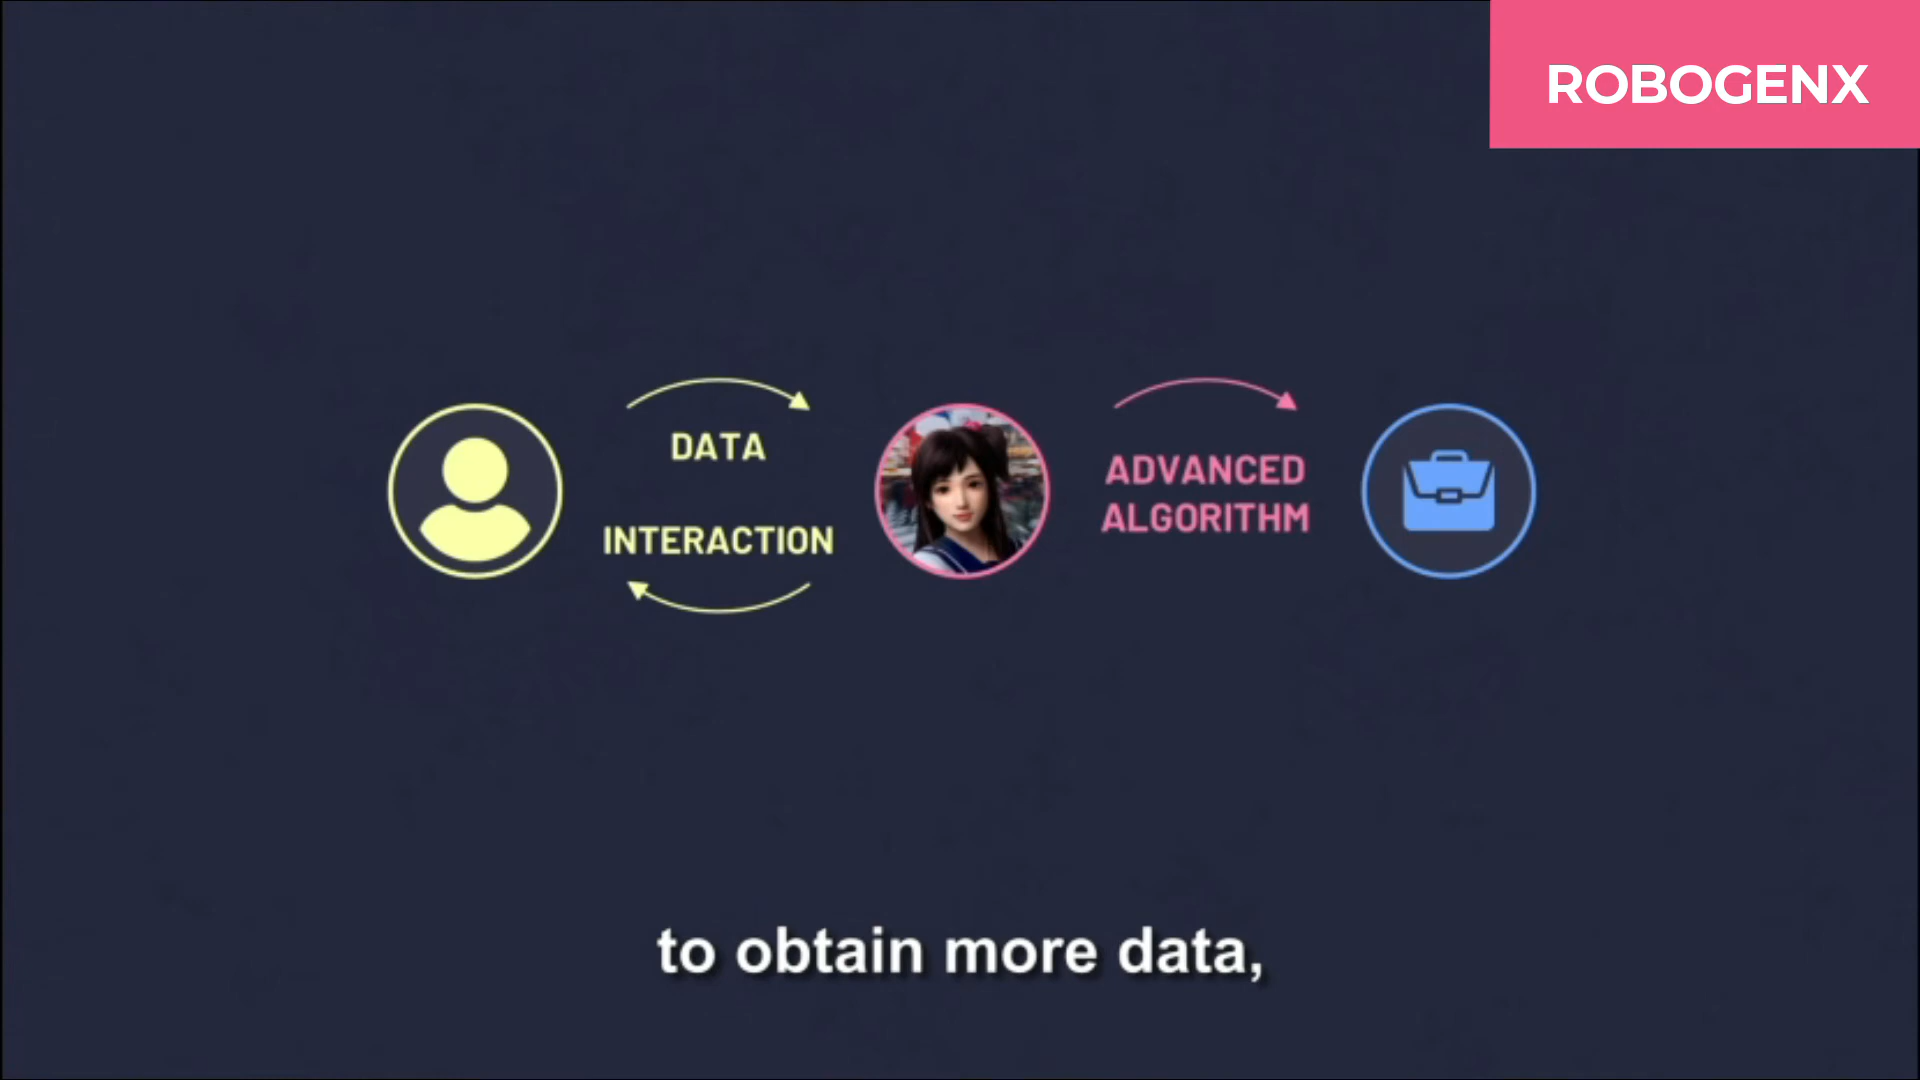 ROBOGENX
DATA
INTERACTION
ADVANCED
ALGORITHM
to obtain more data,